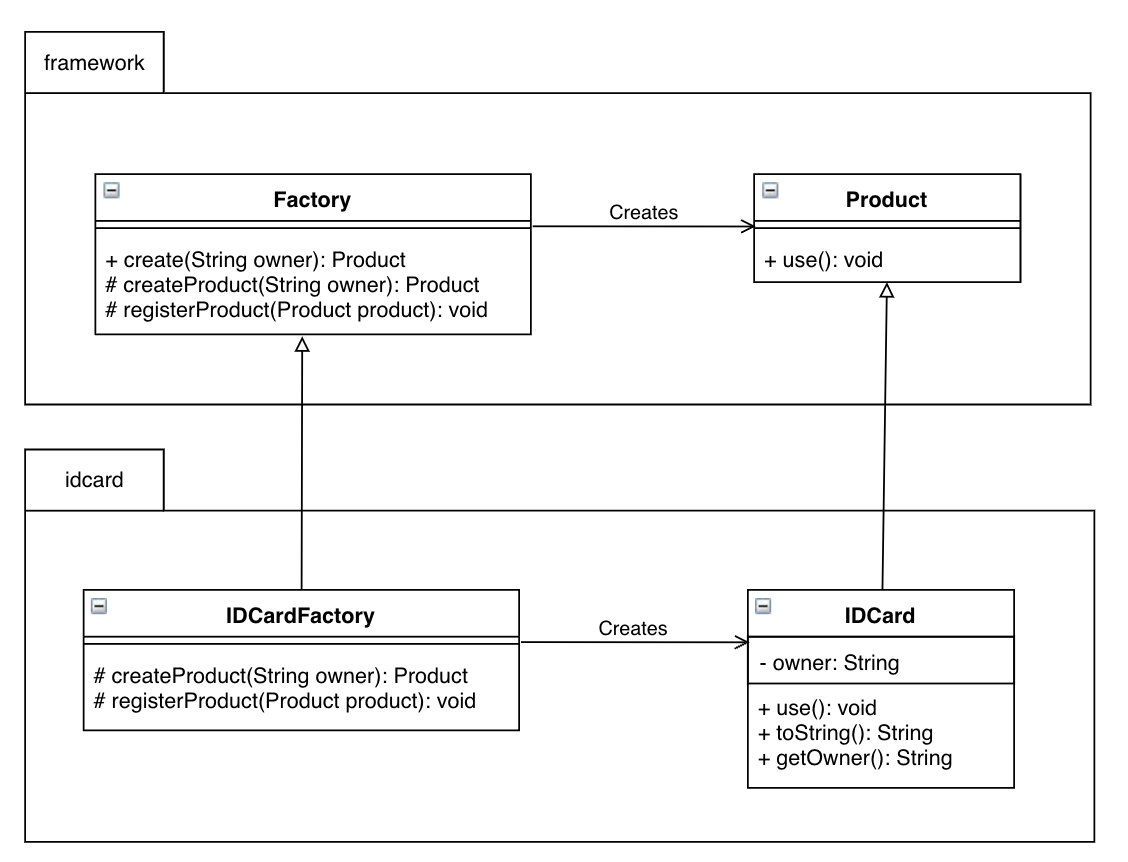 framework
Factory
+ create(String owner): Product
# createProduct(String owner): Product
# registerProduct(Product product): void
Creates
Product
+ use(): void
idcard
IDCardFactory
# createProduct(String owner): Product
# registerProduct(Product product): void
Creates
IDCard
- owner: String
+ use(): void
+ toString(): String
+ getOwner(): String